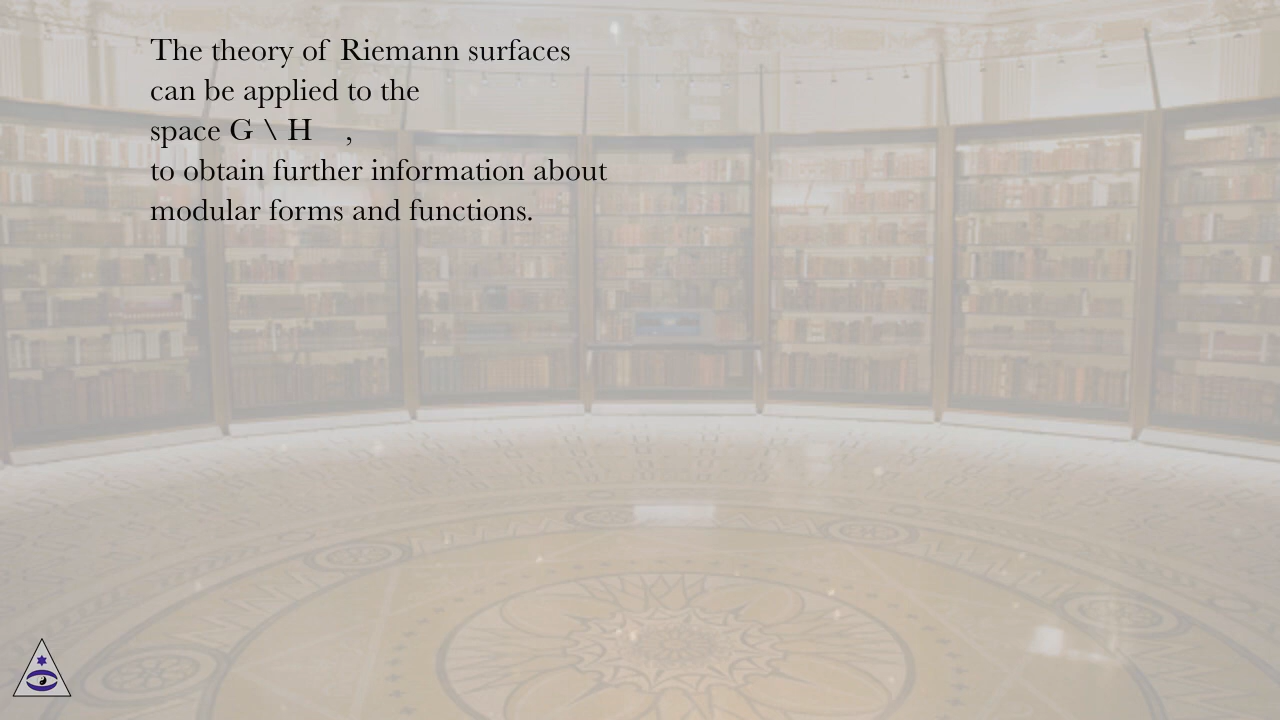 The theory of Riemann surfaces
can be applied to the
space G \ H ,
to obtain further information about
modular forms and functions.